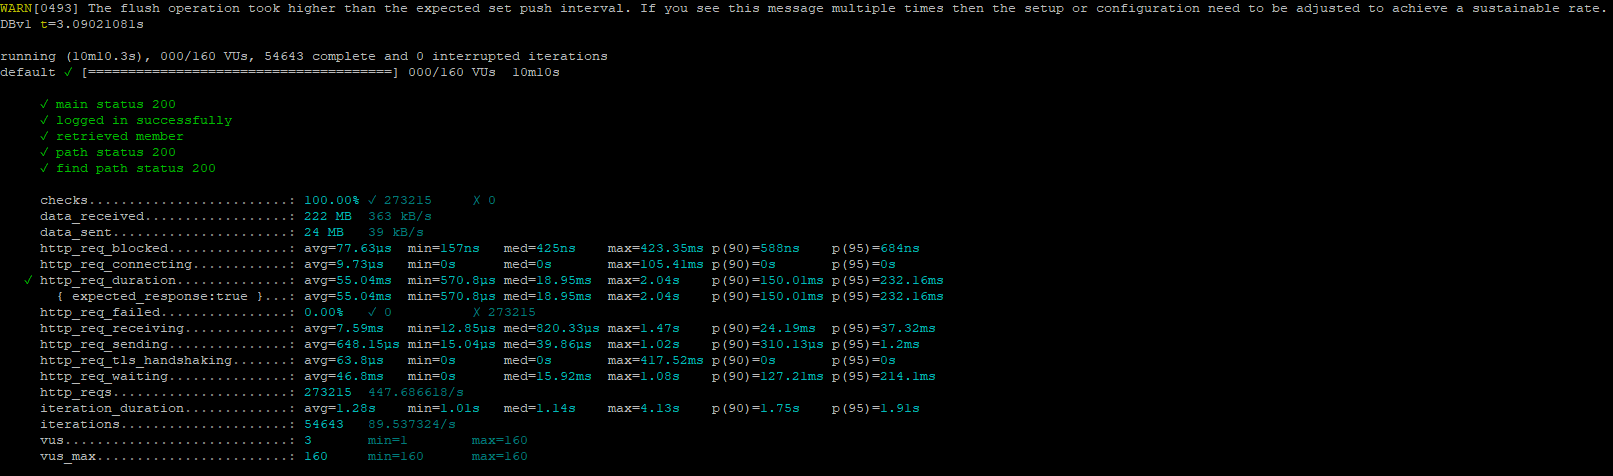 WARN[0493] The flush operation took higher than the expected set push interval. If you see this message multiple times then the setup or configuration need to be adjusted to achieve a sustainable rate.
DBv1 t=3.09021081s
running (10m10.3s), 000/160 VUs, 54643 complete and 0 interrupted iterations
default ✓ [======================================] 000/160 VUs  10m10s
✓ main status 200
✓ logged in successfully
✓ retrieved member
✓ path status 200
✓ find path status 200
checks.........................: 100.00% ✓ 273215     ✗ 0
data_received..................: 222 MB  363 kB/s
data_sent......................: 24 MB   39 kB/s
http_req_blocked...............: avg=77.63µs  min=157ns   med=425ns    max=423.35ms p(90)=588ns    p(95)=684ns
http_req_connecting............: avg=9.73µs   min=0s      med=0s       max=105.41ms p(90)=0s       p(95)=0s
✓ http_req_duration..............: avg=55.04ms  min=570.8µs med=18.95ms  max=2.04s    p(90)=150.01ms p(95)=232.16ms
{ expected_response:true }...: avg=55.04ms  min=570.8µs med=18.95ms  max=2.04s    p(90)=150.01ms p(95)=232.16ms
http_req_failed................: 0.00%   ✓ 0          ✗ 273215
http_req_receiving.............: avg=7.59ms   min=12.85µs med=820.33µs max=1.47s    p(90)=24.19ms  p(95)=37.32ms
http_req_sending...............: avg=648.15µs min=15.04µs med=39.86µs  max=1.02s    p(90)=310.13µs p(95)=1.2ms
http_req_tls_handshaking.......: avg=63.8µs   min=0s      med=0s       max=417.52ms p(90)=0s       p(95)=0s
http_req_waiting...............: avg=46.8ms   min=0s      med=15.92ms  max=1.08s    p(90)=127.21ms p(95)=214.1ms
http_reqs......................: 273215  447.686618/s
iteration_duration.............: avg=1.28s    min=1.01s   med=1.14s    max=4.13s    p(90)=1.75s    p(95)=1.91s
iterations.....................: 54643   89.537324/s
vus............................: 3       min=1        max=160
vus_max........................: 160     min=160      max=160